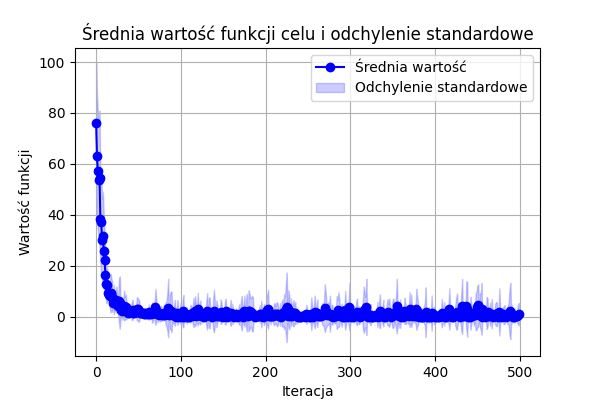 Średnia wartość funkcji celu i odchylenie standardowe
Średnia wartość
Odchylenie standardowe
Wartość funkcji
100
80
60
40
20
0
0 100 200 300 400 500
Iteracja